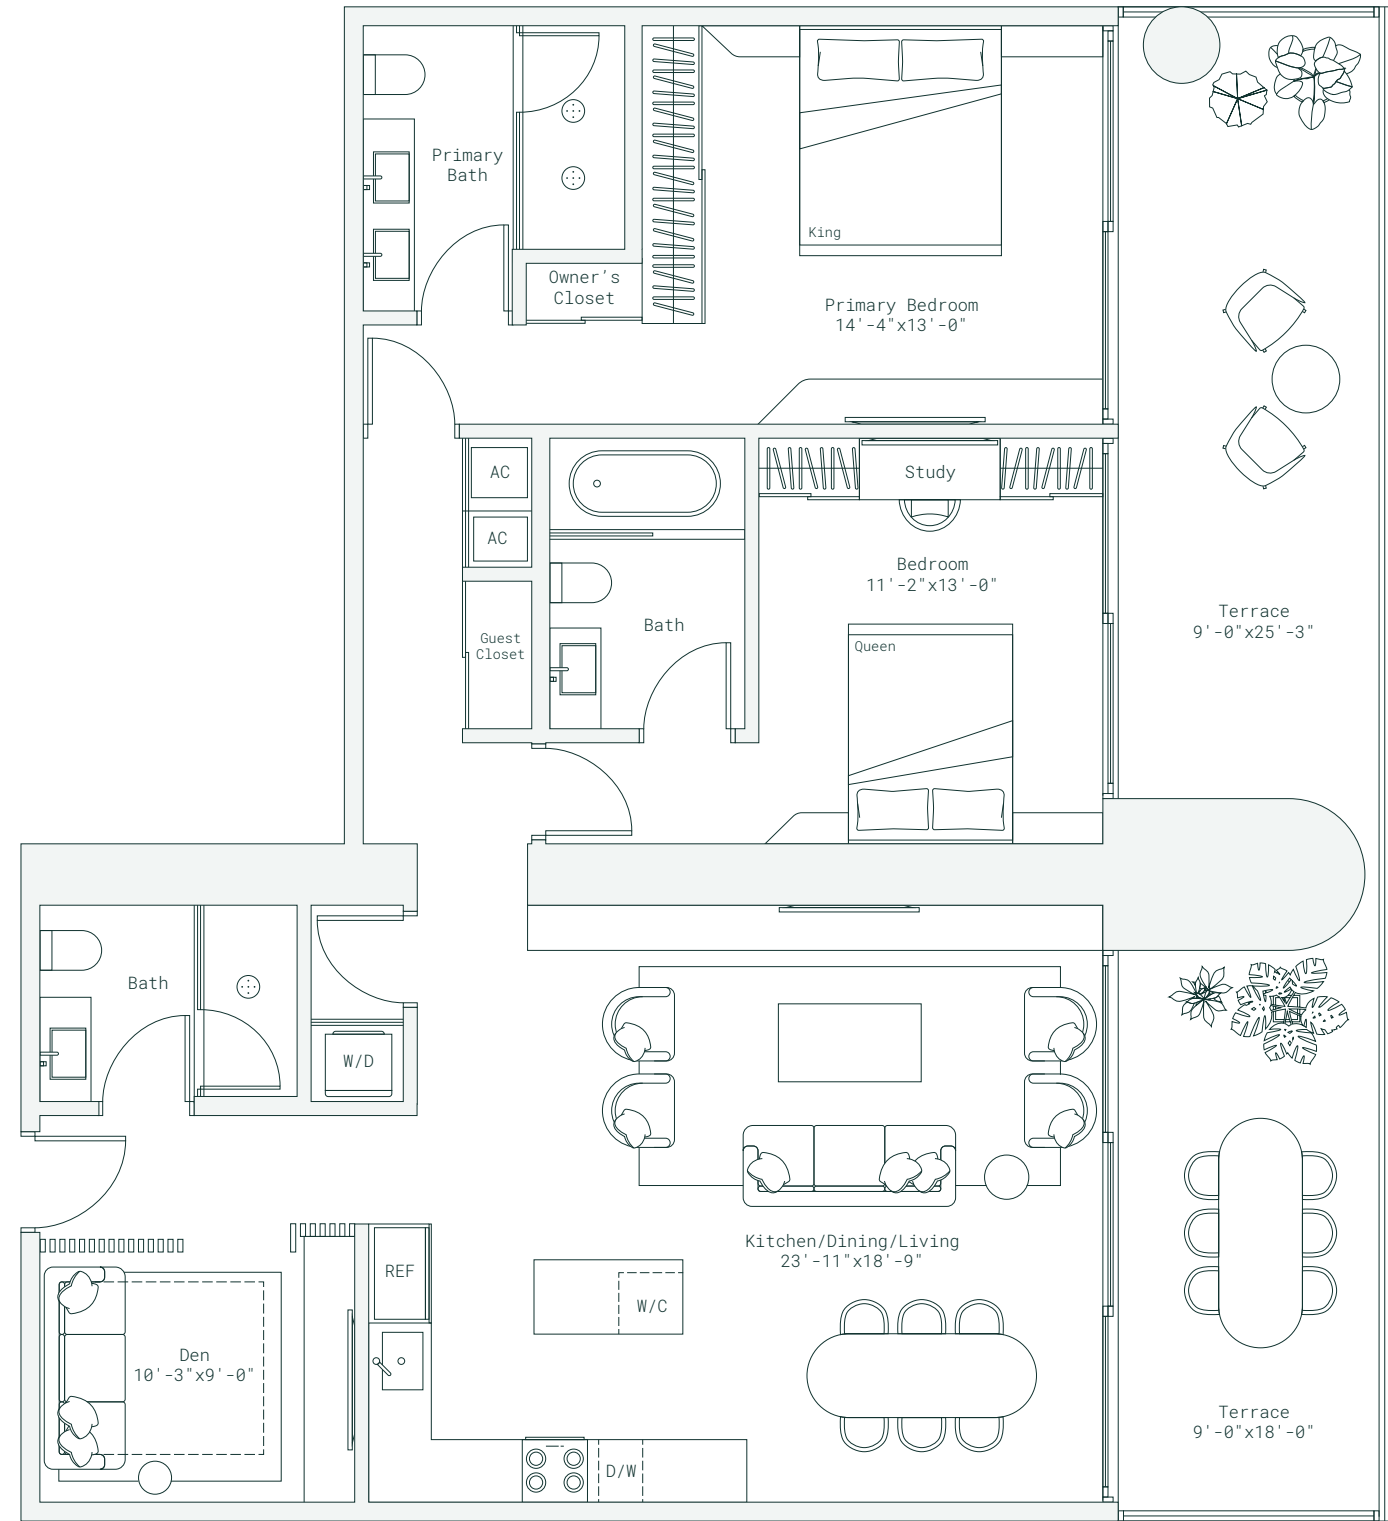 Primary
Bath
Owner's
Closet
King
Primary Bedroom
14'-4"x13'-0"
AC
AC
Study
Bedroom
11'-2"x13'-0"
Guest
Closet
Bath
Queen
Terrace
9'-0"x25'-3"
Bath
W/D
Kitchen/Dining/Living
23'-11"x18'-9"
REF
W/C
Den
10'-3"x9'-0"
D/W
Terrace
9'-0"x18'-0"